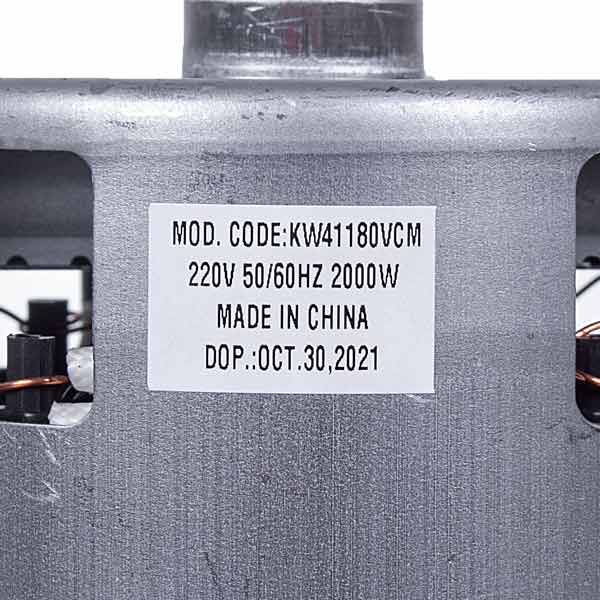 MOD. CODE:KW41180VCM
220V 50/60HZ 2000W
MADE IN CHINA
DOP.:OCT.30,2021